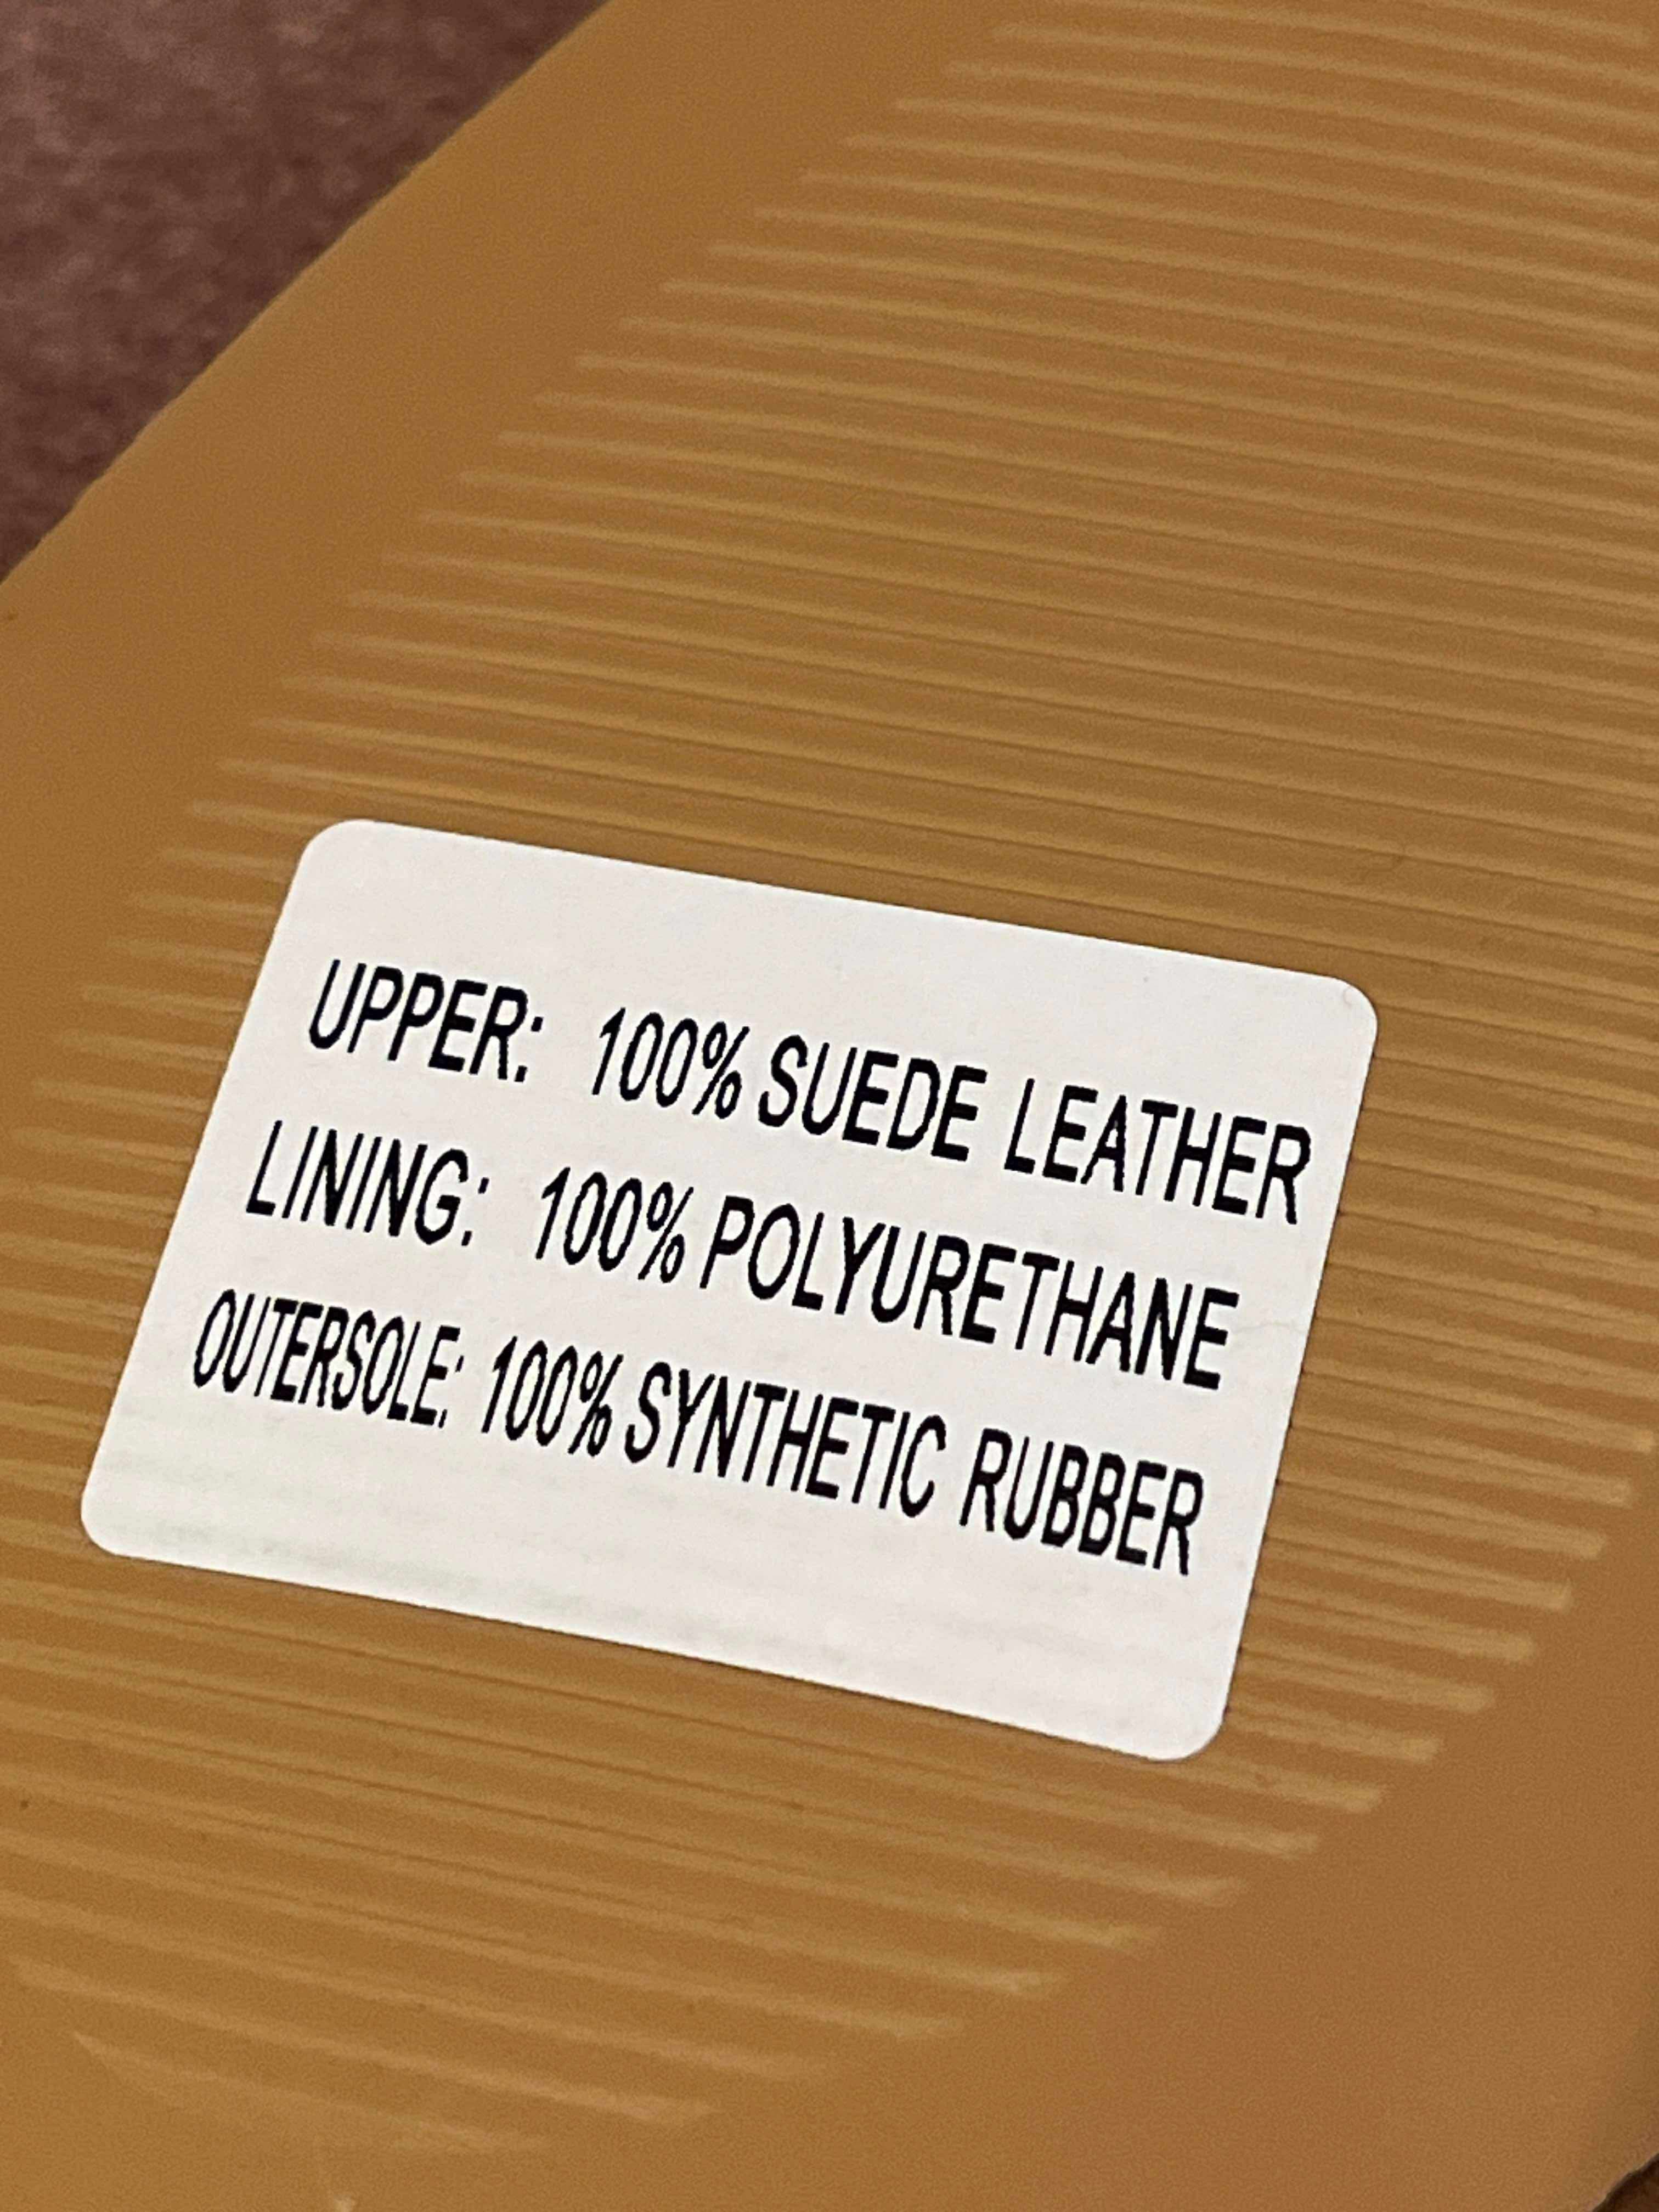 UPPER: 100% SUEDE LEATHER
LINING: 100% POLYURETHANE
OUTERSOLE: 100% SYNTHETIC RUBBER